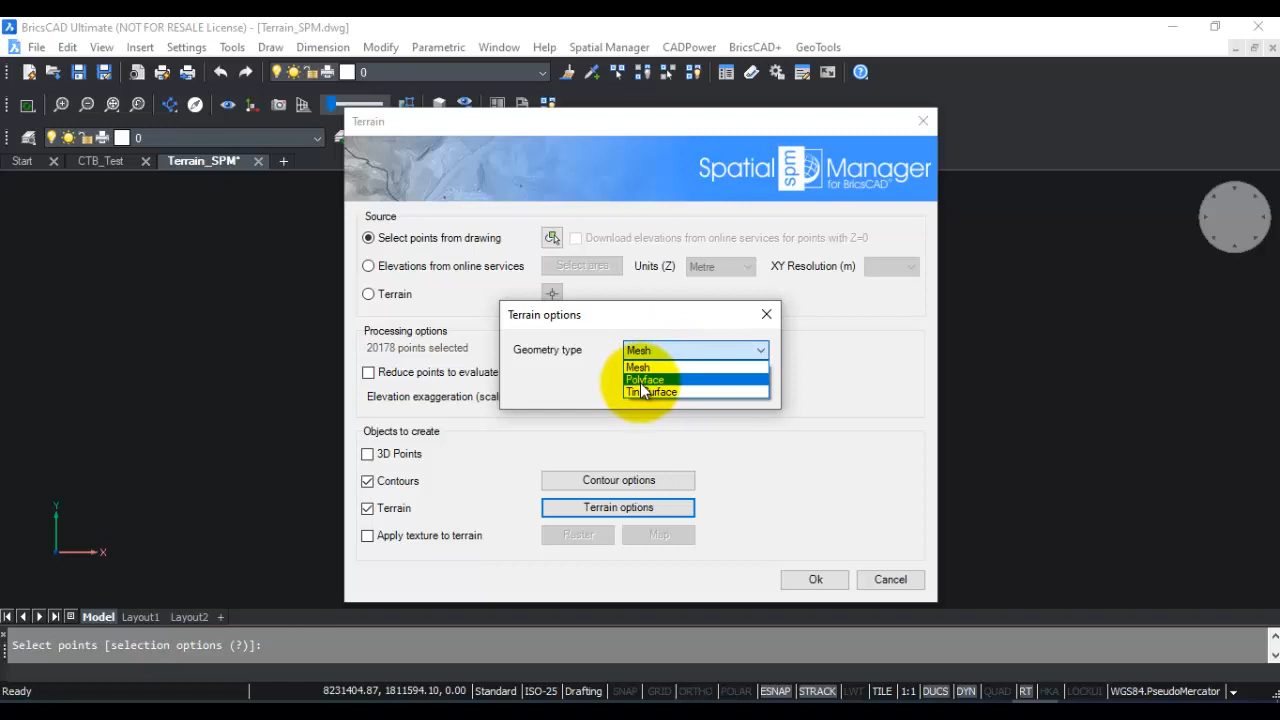 BricsCAD Ultimate (NOT FOR RESALE License) - [Terrain_SPM.dwg]
File Edit View Insert Settings Tools Draw Dimension Modify Parametric Window Help Spatial Manager CADPower BricsCAD+ GeoTools
0
0
Start CTB_Test Terrain_SPM*
Terrain
Spatial spm Manager
for BricsCAD
Source
Select points from drawing Download elevations from online services for points with Z=0
Elevations from online services Select area Units (Z) Metre XY Resolution (m)
Terrain
Terrain options
Processing options
20178 points selected
Geometry type Mesh
Mesh
Reduce points to evaluate
Polyface
Elevation exaggeration (scal
Objects to create
3D Points
Contours Contour options
Terrain Terrain options
Apply texture to terrain Raster Map
Ok Cancel
Y
X
Model Layout1 Layout2 +
Select points [selection options (?)]:
Ready 8231404.87, 1811594.10, 0.00 Standard ISO-25 Drafting SNAP GRID ORTHO POLAR ESNAP STRACK LWT TILE 1:1 DUCS DYN QUAD RT HKA LOCKUI WGS84.PseudoMercator